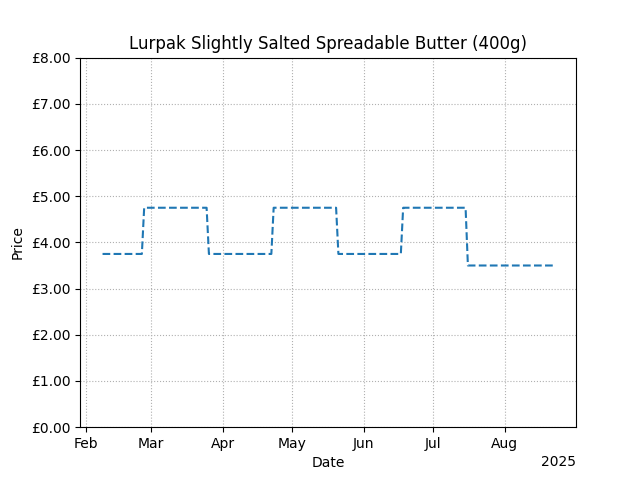 Lurpak Slightly Salted Spreadable Butter (400g)
£8.00
£7.00
£6.00
£5.00
£4.00
£3.00
£2.00
£1.00
£0.00
Price
Feb Mar Apr May Jun Jul Aug
Date
2025